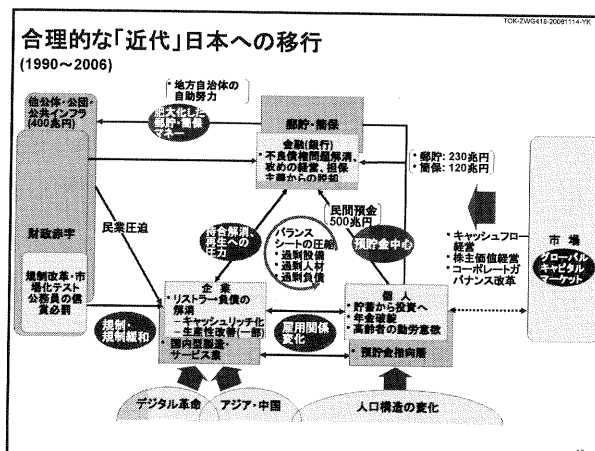 TCK-ZWG418-20061114-YK
合理的な「近代」日本への移行
(1990～2006)
・地方自治体の
自助努力
他公体・公団・
公共インフラ
(400兆円)
肥大化した
郵貯・簡保
マネー
郵貯・簡保
金融(銀行)
・不良債権問題解消、
攻めの経営、担保
主義からの脱却
・郵貯: 230兆円
・簡保: 120兆円
財政赤字
民業圧迫
規制改革・市
場化テスト
公務員の信
賞必罰
持合解消、
再生への
圧力
バランス
シートの圧縮
・過剰設備
・過剰人材
・過剰負債
民間預金
500兆円
預貯金中心
・キャッシュフロー
経営
・株主価値経営
・コーポレートガ
バナンス改革
市 場
グローバル
キャピタル
マーケット
規制・
規制緩和
企 業
・リストラー負債の
解消
―キャッシュリッチ化
―生産性改善(一部)
・国内型製造・
サービス業
雇用関係
変化
個 人
・貯蓄から投資へ
・年金破綻
・高齢者の勤労意欲
・預貯金指向層
デジタル革命
アジア・中国
人口構造の変化